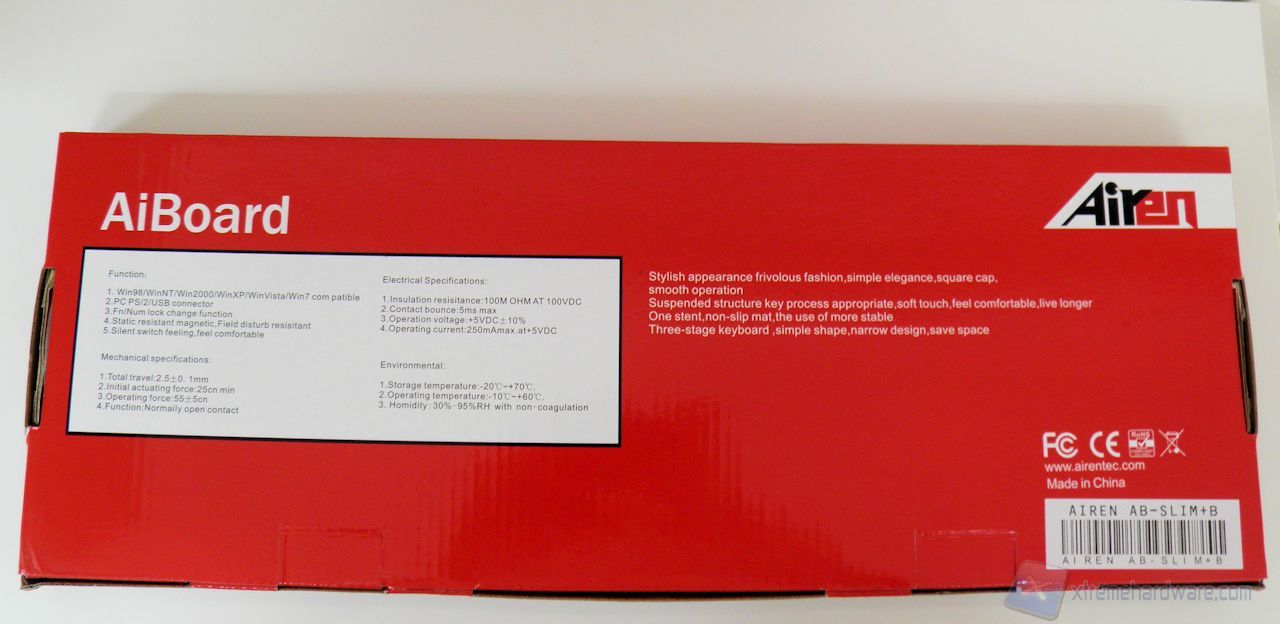 AiBoard
Airen
Function:
1. Win98/WinNT/Win2000/WinXP/WinVista/Win7 com patible
2.PC PS/2/USB connector
3.Fn/Num lock change function
4.Static resistant magnetic,Field disturb resisitant
5.Silent switch feeling,feel comfortable
Mechanical specifications:
1.Total travel:2.5±0. 1mm
2.Initial actuating force:25cn min
3.Operating force:55±5cn
4.Function:Normaily open contact
Electrical Specifications:
1.Insulation resisitance:100M OHM AT 100VDC
2.Contact bounce:5ms max
3.Operation voltage:+5VDC±10%
4.Operating current:250mAmax.at+5VDC
Environmental:
1.Storage temperature:-20℃~+70℃.
2.Operating temperature:-10℃~+60℃.
3. Homidity: 30%-95%RH with non-coagulation
Stylish appearance frivolous fashion,simple elegance,square cap,
smooth operation
Suspended structure key process appropriate,soft touch,feel comfortable,live longer
One stent,non-slip mat,the use of more stable
Three-stage keyboard ,simple shape,narrow design,save space
FC CE RoHS
www.airentec.com
Made in China
AIREN AB-SLIM+B
AIREN AB-SLIM+B
xtremehardware.com